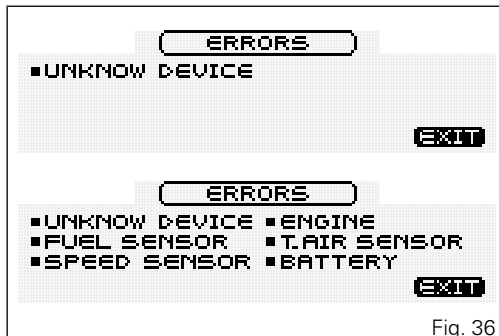 ERRORS
▪UNKNOW DEVICE
EXIT
ERRORS
▪UNKNOW DEVICE ▪ENGINE
▪FUEL SENSOR ▪T.AIR SENSOR
▪SPEED SENSOR ▪BATTERY
EXIT
Fig. 36